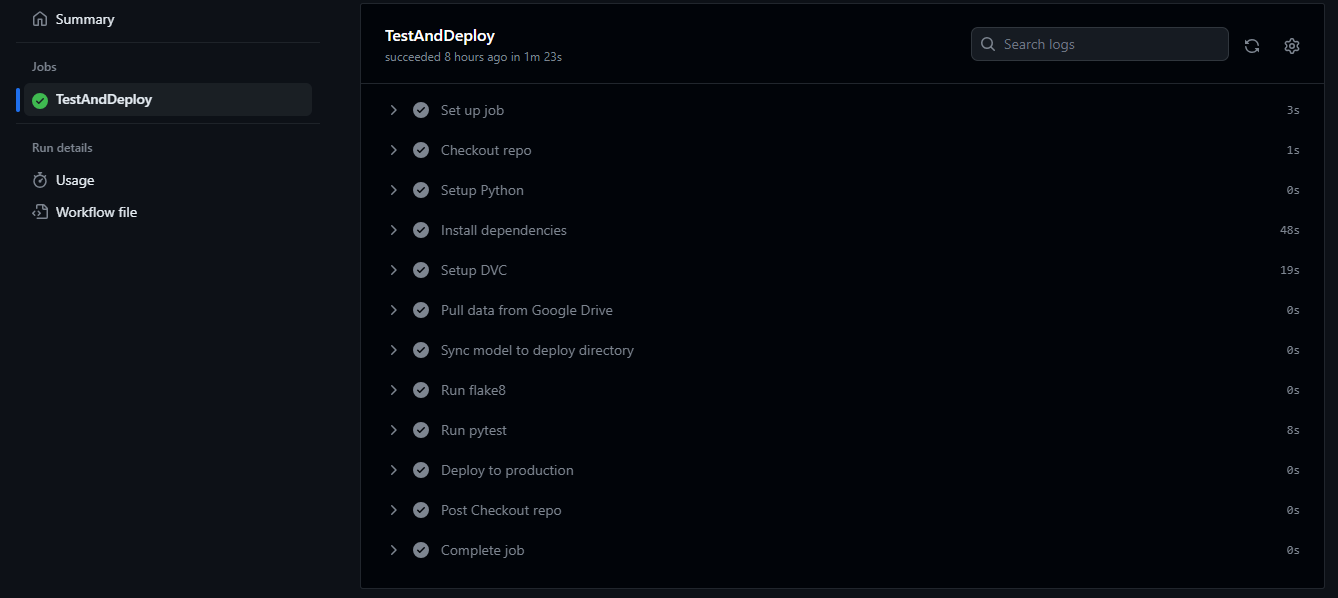 Summary
Jobs
TestAndDeploy
Run details
Usage
Workflow file
TestAndDeploy
succeeded 8 hours ago in 1m 23s
Search logs
Set up job 3s
Checkout repo 1s
Setup Python 0s
Install dependencies 48s
Setup DVC 19s
Pull data from Google Drive 0s
Sync model to deploy directory 0s
Run flake8 0s
Run pytest 8s
Deploy to production 0s
Post Checkout repo 0s
Complete job 0s